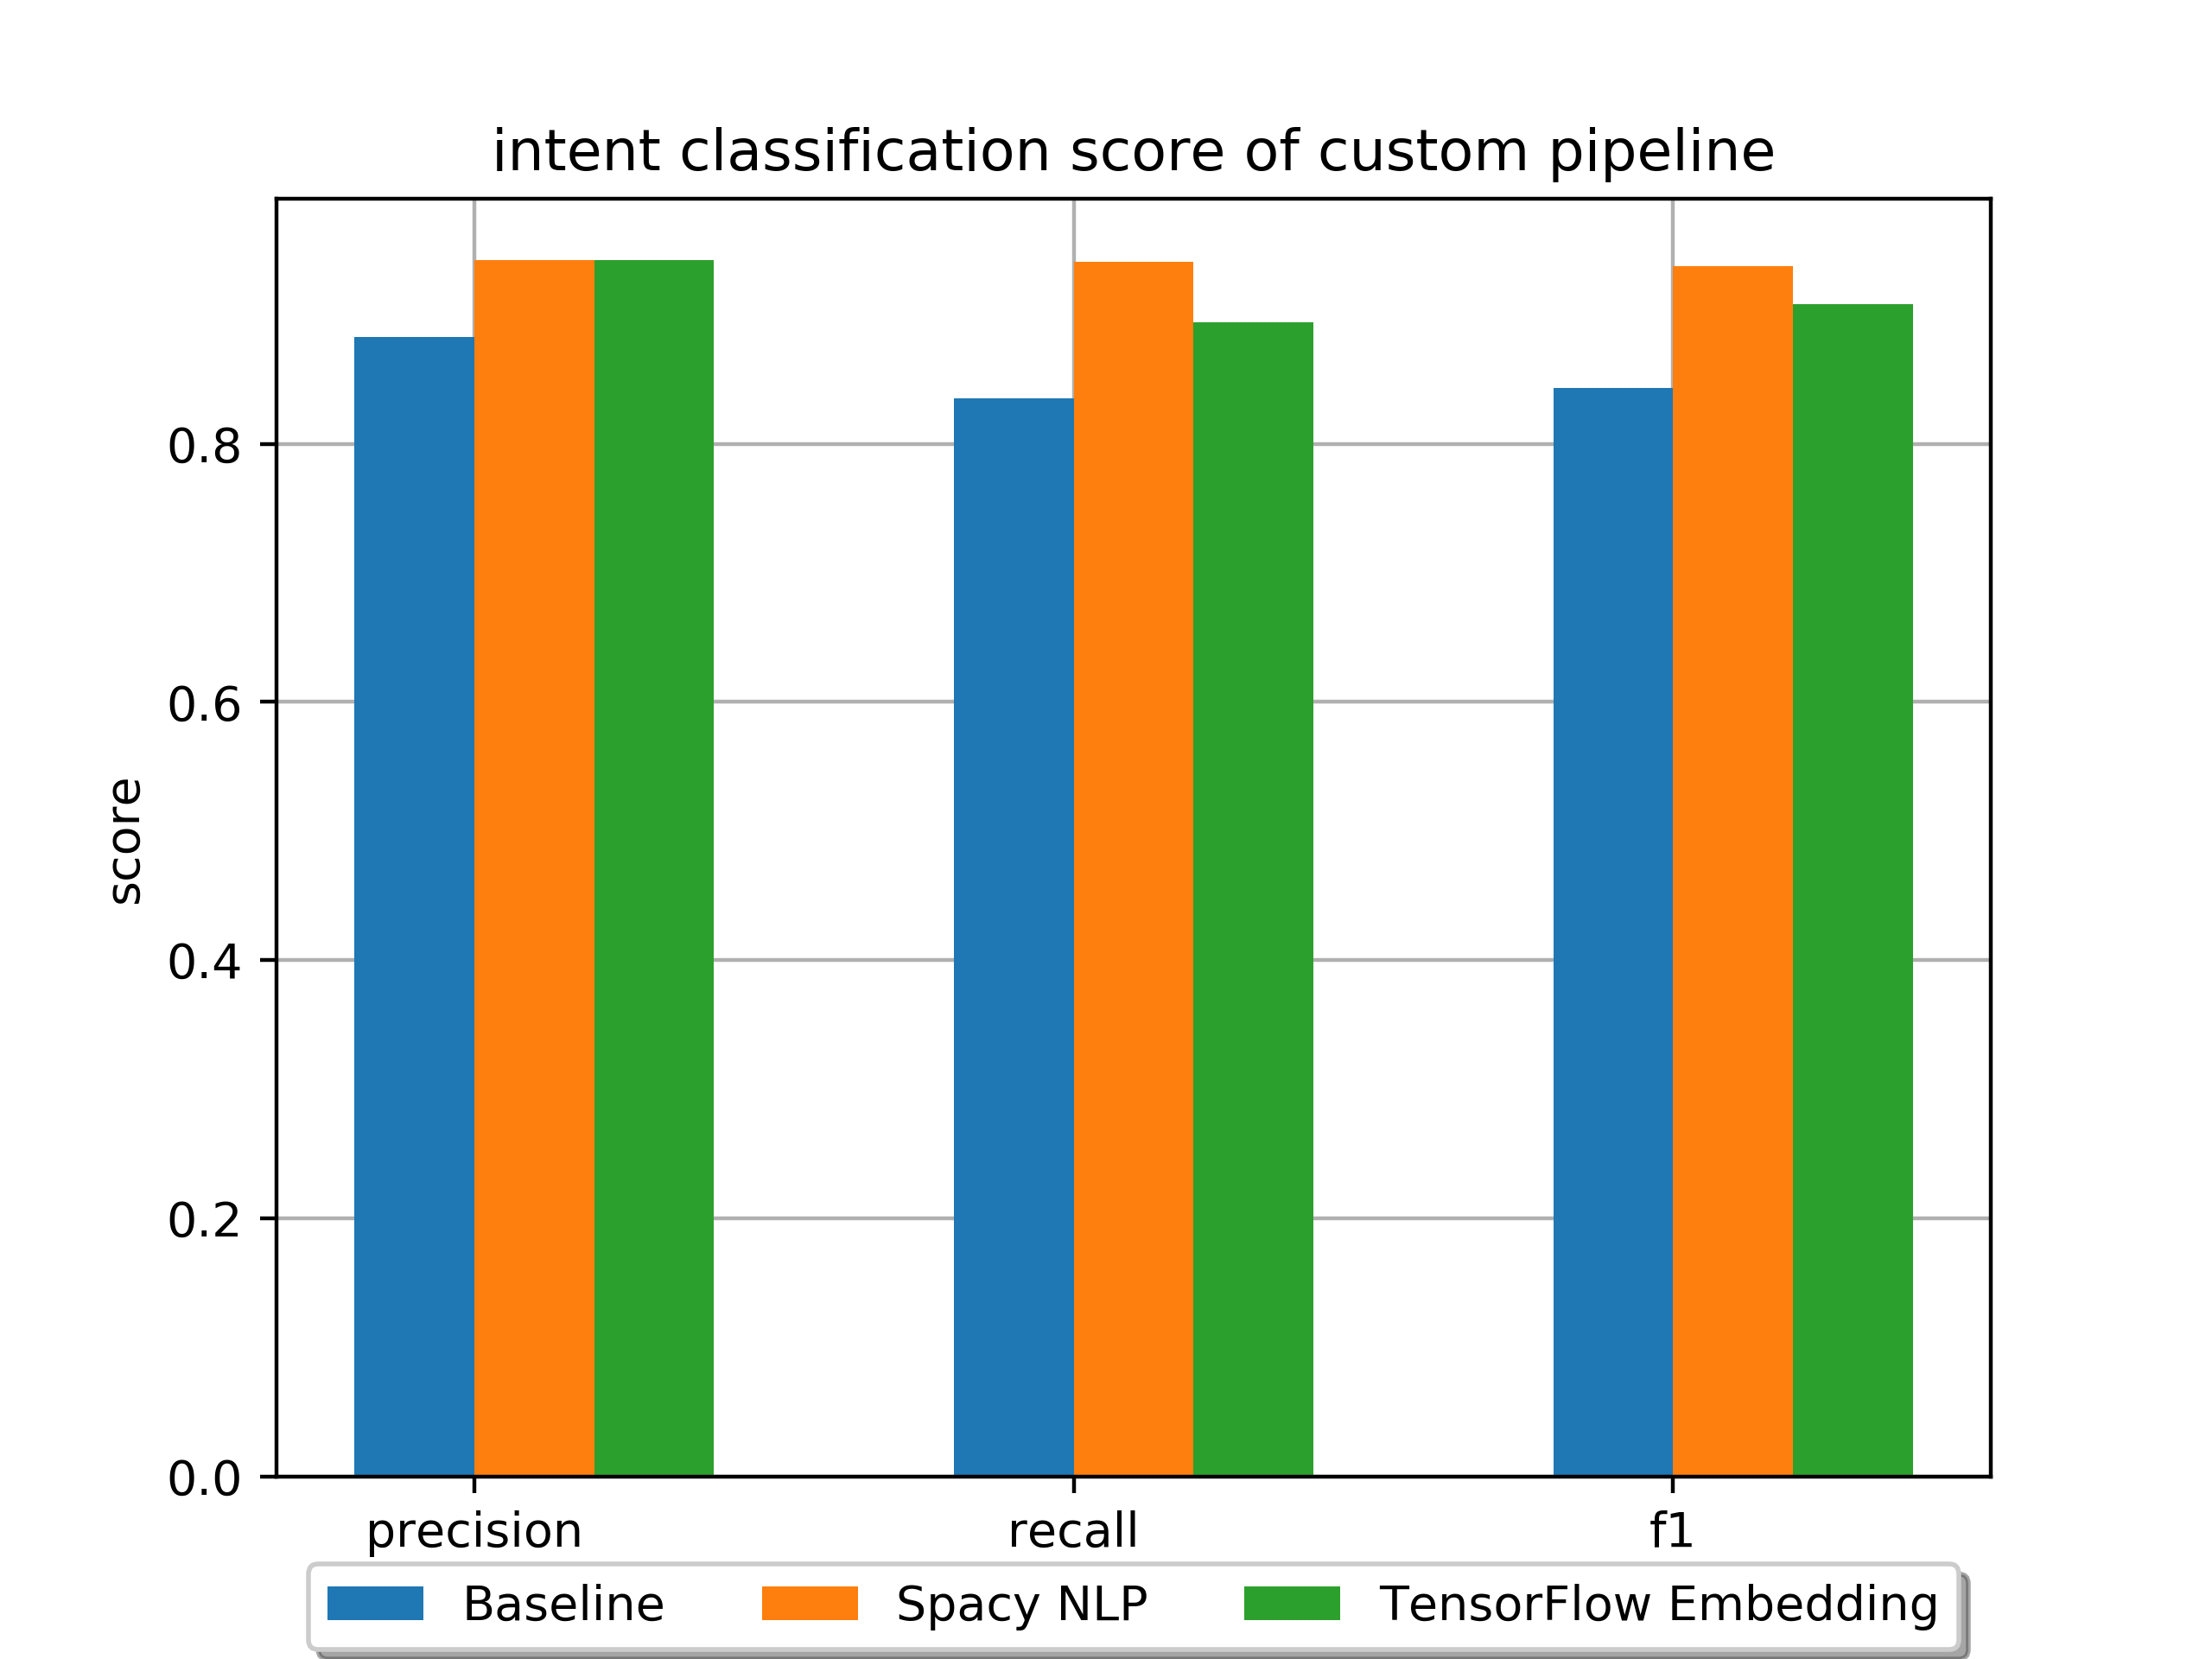 intent classification score of custom pipeline
score
0.8
0.6
0.4
0.2
0.0
precision recall f1
Baseline Spacy NLP TensorFlow Embedding